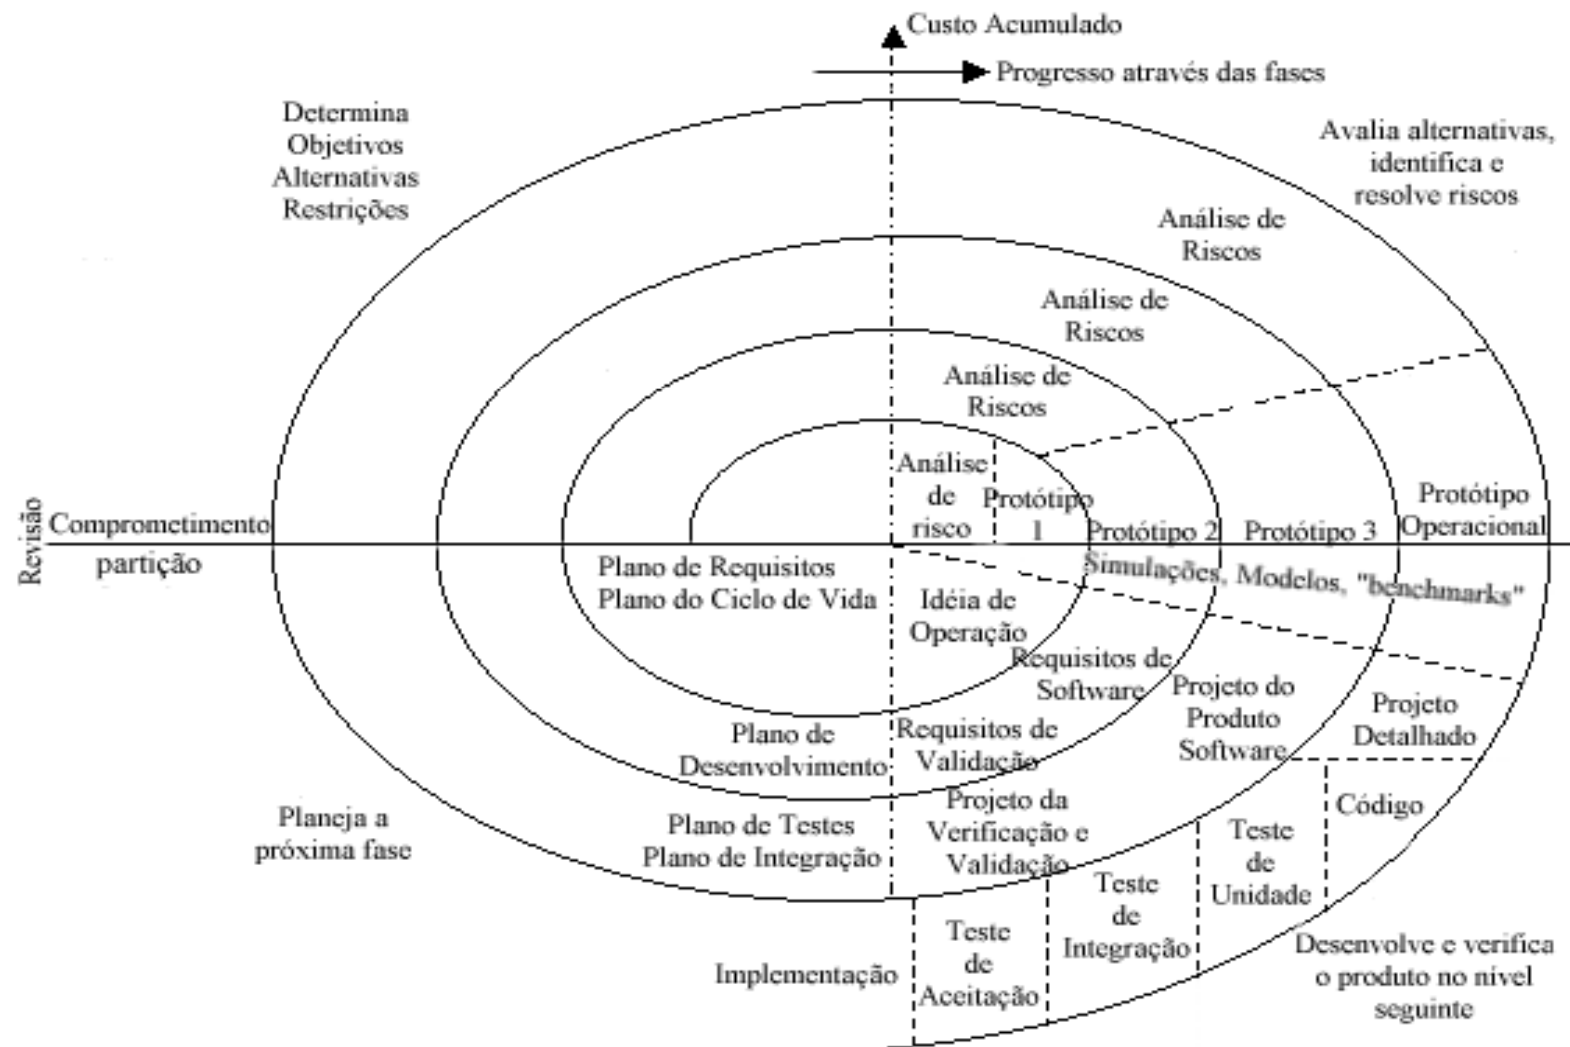 Custo Acumulado
Progresso através das fases
Determina
Objetivos
Alternativas
Restrições
Avalia alternativas,
identifica e
resolve riscos
Análise de
Riscos
Análise de
Riscos
Análise de
Riscos
Análise
de
risco
Protótipo
1
Protótipo 2
Protótipo 3
Protótipo
Operacional
Revisão
Comprometimento
partição
Simulações, Modelos, "benchmarks"
Plano de Requisitos
Plano do Ciclo de Vida
Idéia de
Operação
Requisitos de
Software
Projeto do
Produto
Software
Projeto
Detalhado
Plano de
Desenvolvimento
Requisitos de
Validação
Planeja a
próxima fase
Plano de Testes
Plano de Integração
Projeto da
Verificação e
Validação
Código
Teste
de
Unidade
Teste
de
Integração
Teste
de
Aceitação
Implementação
Desenvolve e verifica
o produto no nível
seguinte